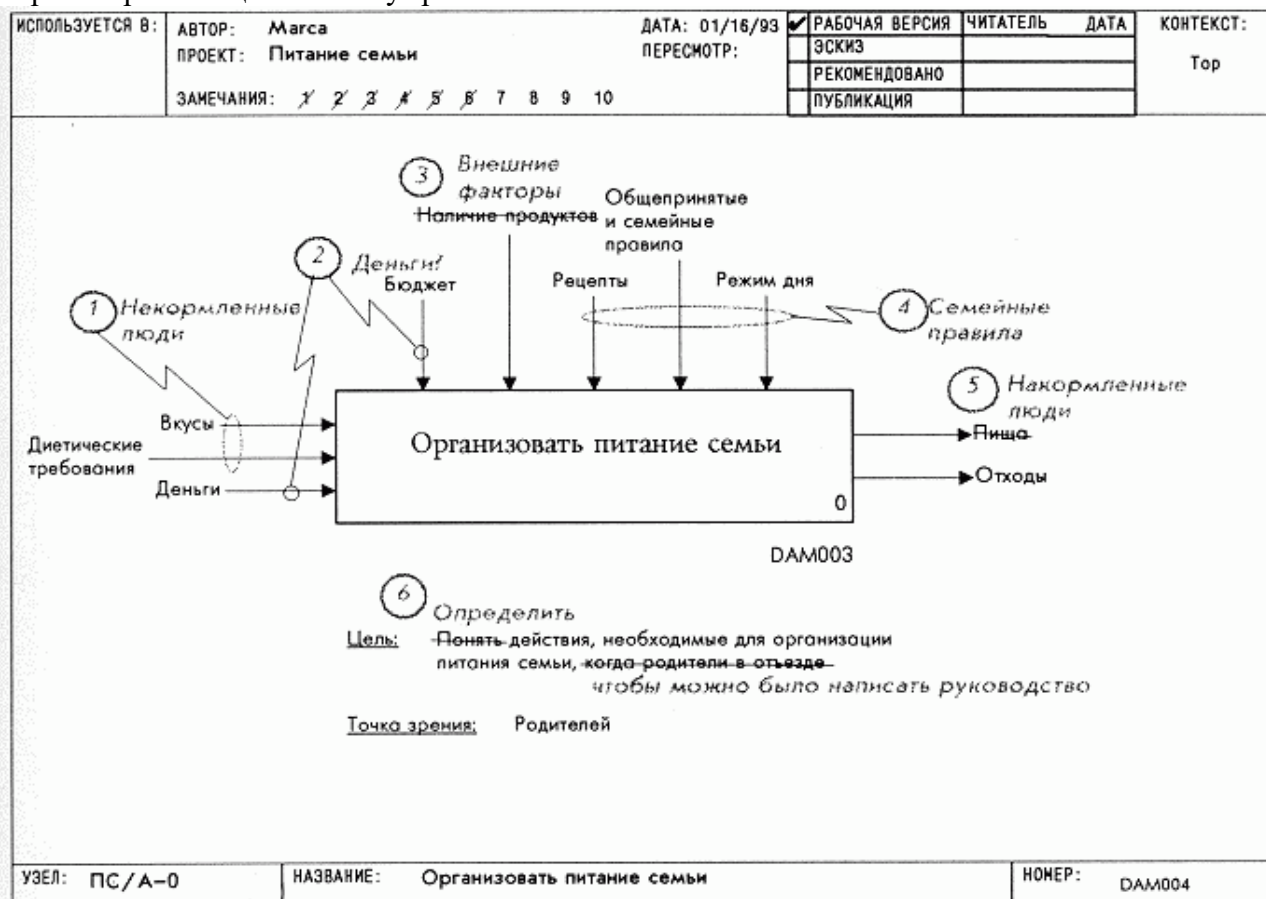 ИСПОЛЬЗУЕТСЯ В:
АВТОР: Marca
ДАТА: 01/16/93
ПРОЕКТ: Питание семьи
ПЕРЕСМОТР:
ЗАМЕЧАНИЯ: 1 2 3 4 5 6 7 8 9 10
✔ РАБОЧАЯ ВЕРСИЯ
ЭСКИЗ
РЕКОМЕНДОВАНО
ПУБЛИКАЦИЯ
ЧИТАТЕЛЬ ДАТА
КОНТЕКСТ:
Top
3 Внешние
факторы
Наличие продуктов
Общепринятые
и семейные
правила
2 Деньги!
Бюджет
Рецепты
Режим дня
1 Некормленные
люди
4 Семейные
правила
5 Накормленные
люди
Вкусы
Диетические
требования
Деньги
Организовать питание семьи
0
Пища
Отходы
DAM003
6 Определить
Цель: Понять действия, необходимые для организации
питания семьи, когда родители в отъезде
чтобы можно было написать руководство
Точка зрения: Родителей
УЗЕЛ: ПС/А-0
НАЗВАНИЕ: Организовать питание семьи
НОМЕР: DAM004